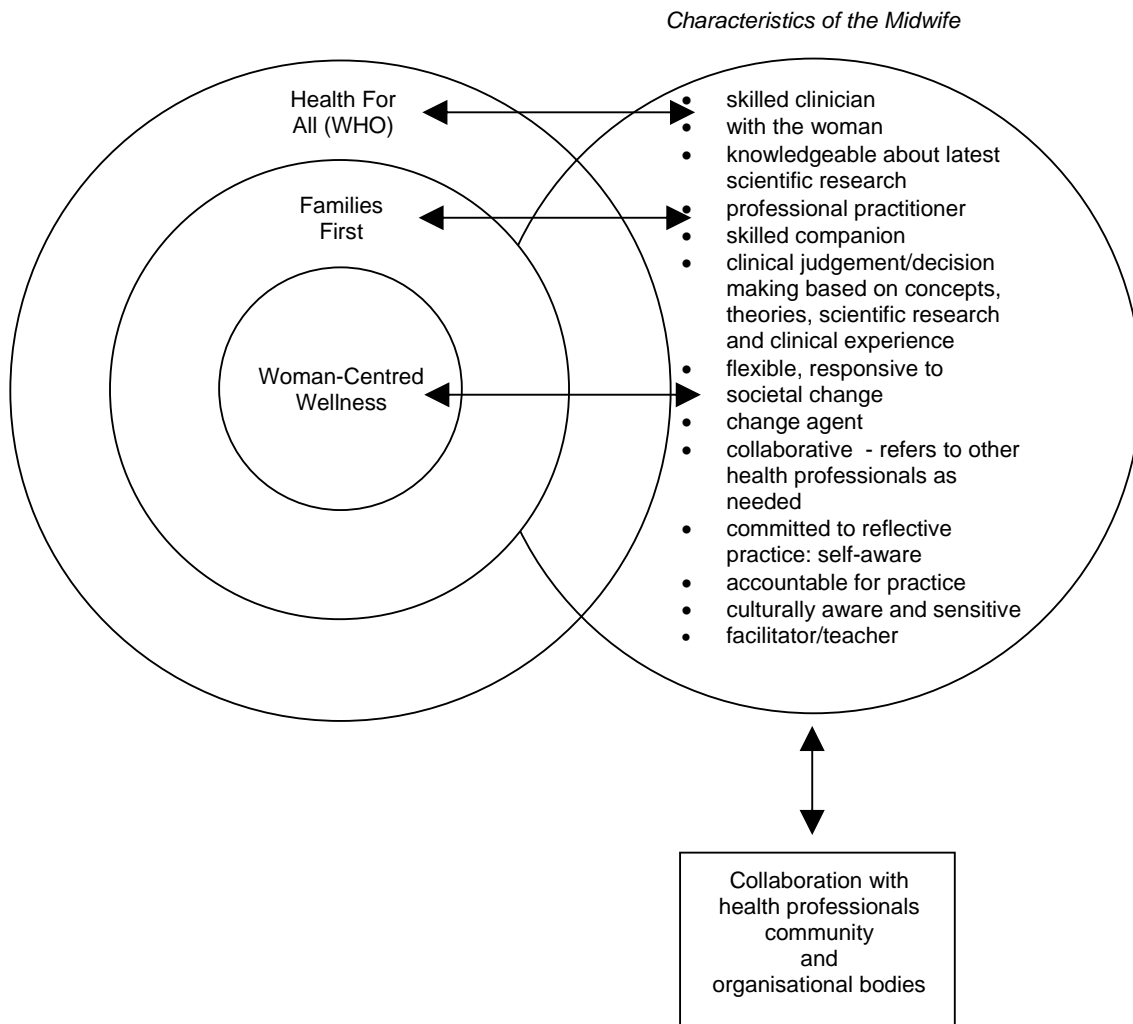 Characteristics of the Midwife
Health For
All (WHO)
Families
First
Woman-Centred
Wellness
• skilled clinician
• with the woman
• knowledgeable about latest
scientific research
• professional practitioner
• skilled companion
• clinical judgement/decision
making based on concepts,
theories, scientific research
and clinical experience
• flexible, responsive to
societal change
• change agent
• collaborative - refers to other
health professionals as
needed
• committed to reflective
practice: self-aware
• accountable for practice
• culturally aware and sensitive
• facilitator/teacher
Collaboration with
health professionals
community
and
organisational bodies